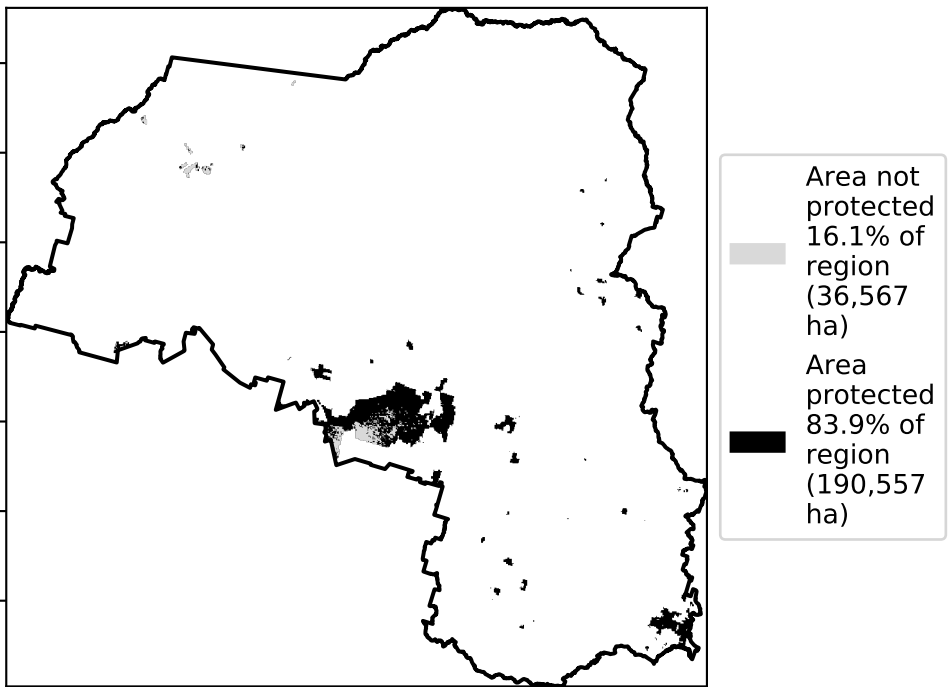 Area not
protected
16.1% of
region
(36,567
ha)
Area
protected
83.9% of
region
(190,557
ha)